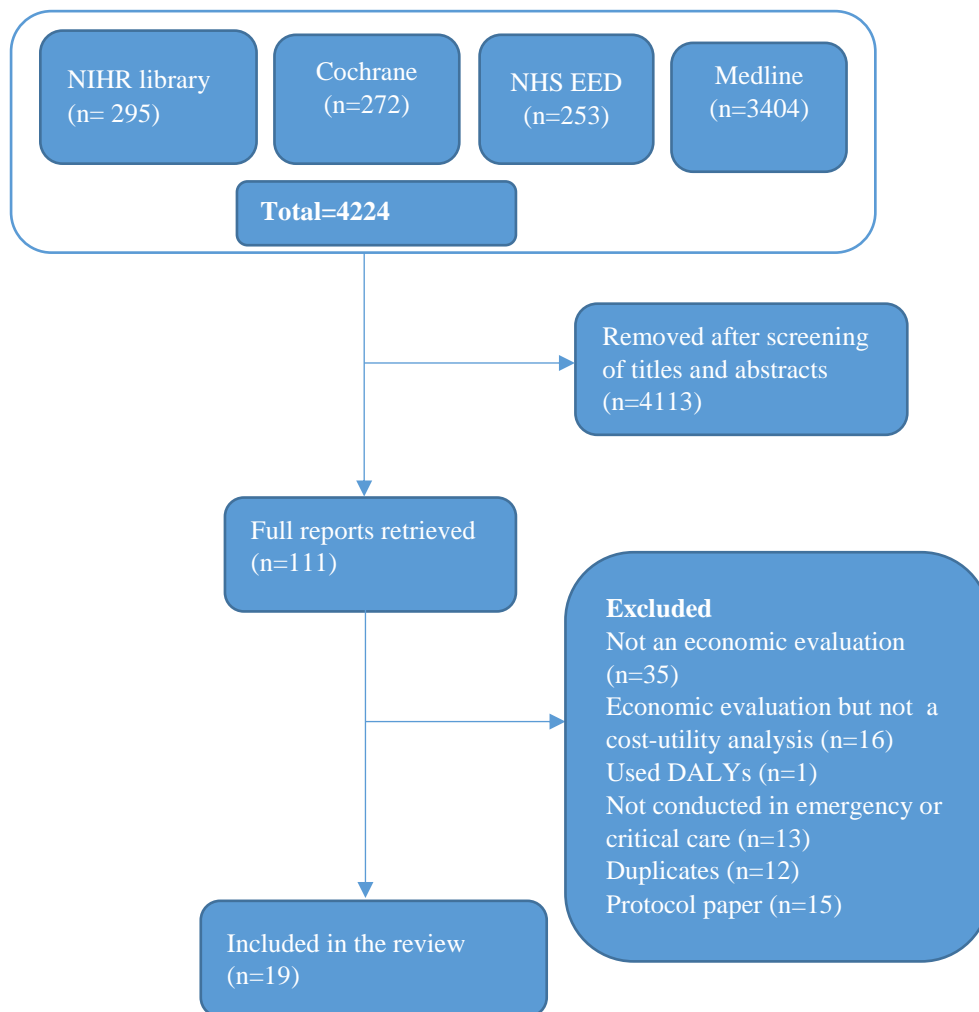 NIHR library
(n= 295)
Cochrane
(n=272)
NHS EED
(n=253)
Medline
(n=3404)
Total=4224
Removed after screening
of titles and abstracts
(n=4113)
Full reports retrieved
(n=111)
Excluded
Not an economic evaluation
(n=35)
Economic evaluation but not  a
cost-utility analysis (n=16)
Used DALYs (n=1)
Not conducted in emergency or
critical care (n=13)
Duplicates (n=12)
Protocol paper (n=15)
Included in the review
(n=19)